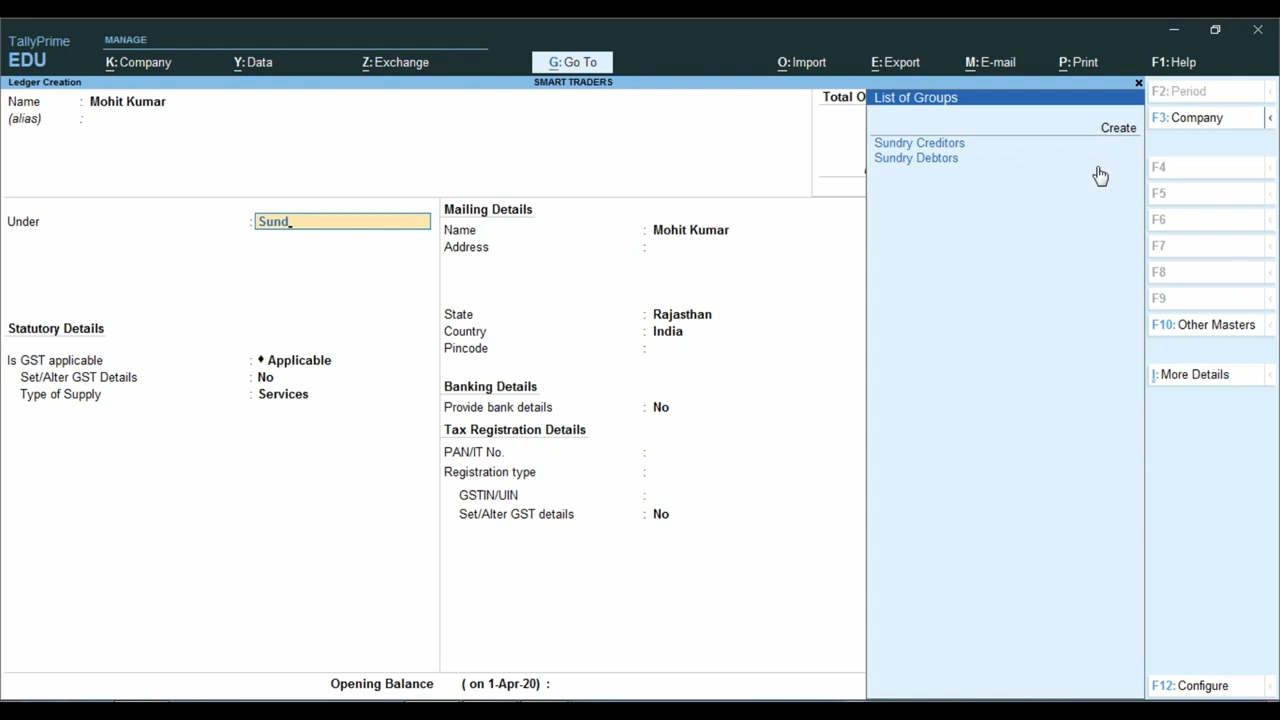 TallyPrime
EDU
MANAGE
K: Company
Y: Data
Z: Exchange
G: Go To
O: Import
E: Export
M: E-mail
P: Print
F1: Help
Ledger Creation
SMART TRADERS
Name : Mohit Kumar
(alias) :
Total O
Under : Sund
Mailing Details
Name : Mohit Kumar
Address :
State : Rajasthan
Country : India
Pincode :
Statutory Details
Is GST applicable : ♦ Applicable
Set/Alter GST Details : No
Type of Supply : Services
Banking Details
Provide bank details : No
Tax Registration Details
PAN/IT No. :
Registration type :
GSTIN/UIN :
Set/Alter GST details : No
Opening Balance ( on 1-Apr-20) :
List of Groups
Create
Sundry Creditors
Sundry Debtors
F2: Period
F3: Company
F4
F5
F6
F7
F8
F9
F10: Other Masters
I: More Details
F12: Configure